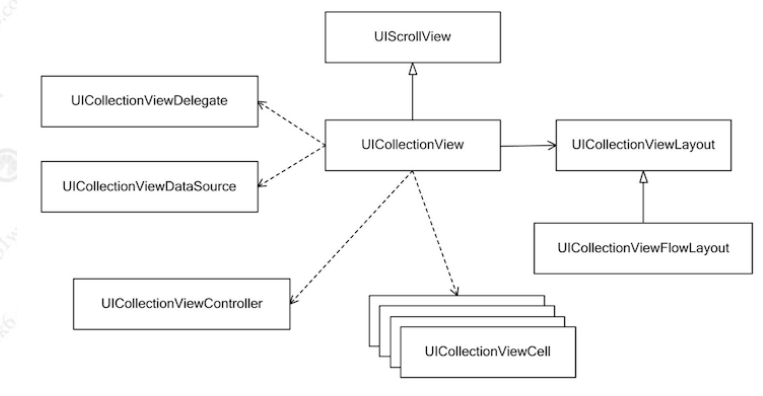 UIScrollView
UICollectionViewDelegate
UICollectionView
UICollectionViewLayout
UICollectionViewDataSource
UICollectionViewFlowLayout
UICollectionViewController
UICollectionViewCell